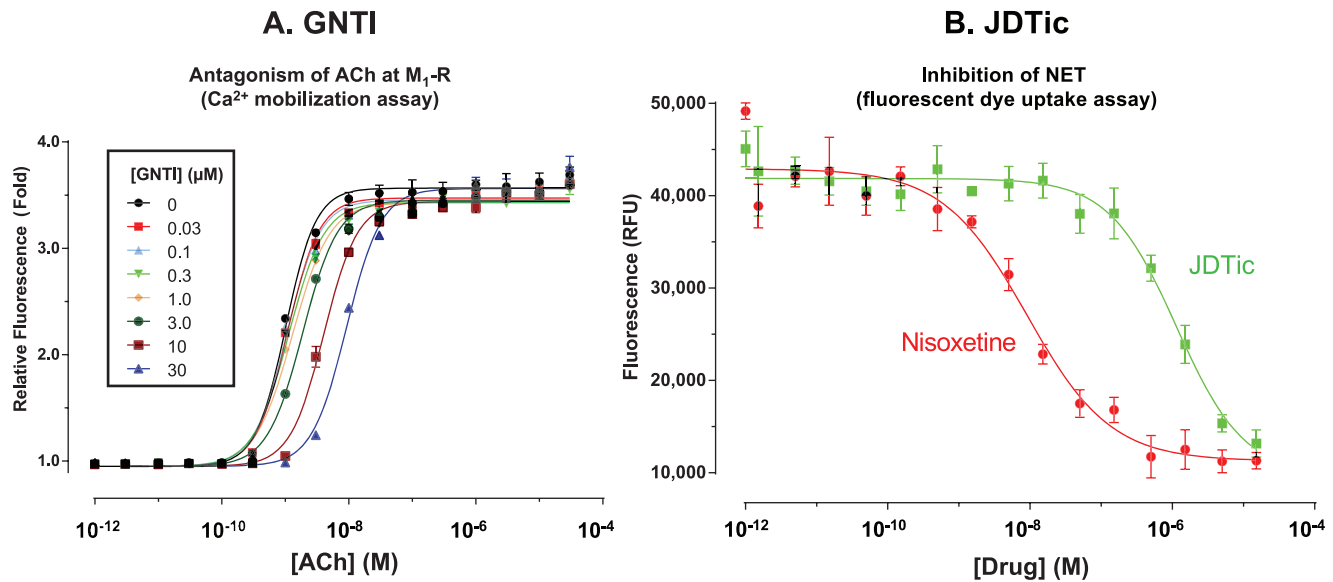 A. GNTI
Antagonism of ACh at M₁-R
(Ca²⁺ mobilization assay)
Relative Fluorescence (Fold)
4.0
3.0
2.0
1.0
[GNTI] (µM)
0
0.03
0.1
0.3
1.0
3.0
10
30
10⁻¹² 10⁻¹⁰ 10⁻⁸ 10⁻⁶ 10⁻⁴
[ACh] (M)
B. JDTic
Inhibition of NET
(fluorescent dye uptake assay)
Fluorescence (RFU)
50,000
40,000
30,000
20,000
10,000
JDTic
Nisoxetine
10⁻¹² 10⁻¹⁰ 10⁻⁸ 10⁻⁶ 10⁻⁴
[Drug] (M)